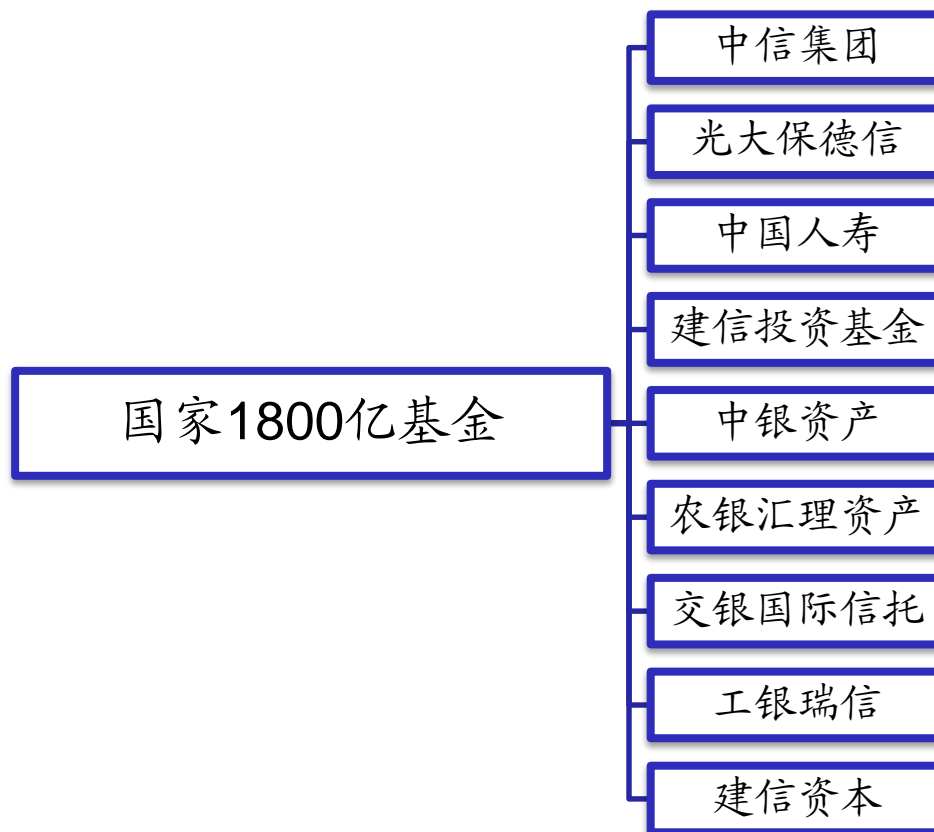 中信集团
光大保德信
中国人寿
建信投资基金
国家1800亿基金
中银资产
农银汇理资产
交银国际信托
工银瑞信
建信资本